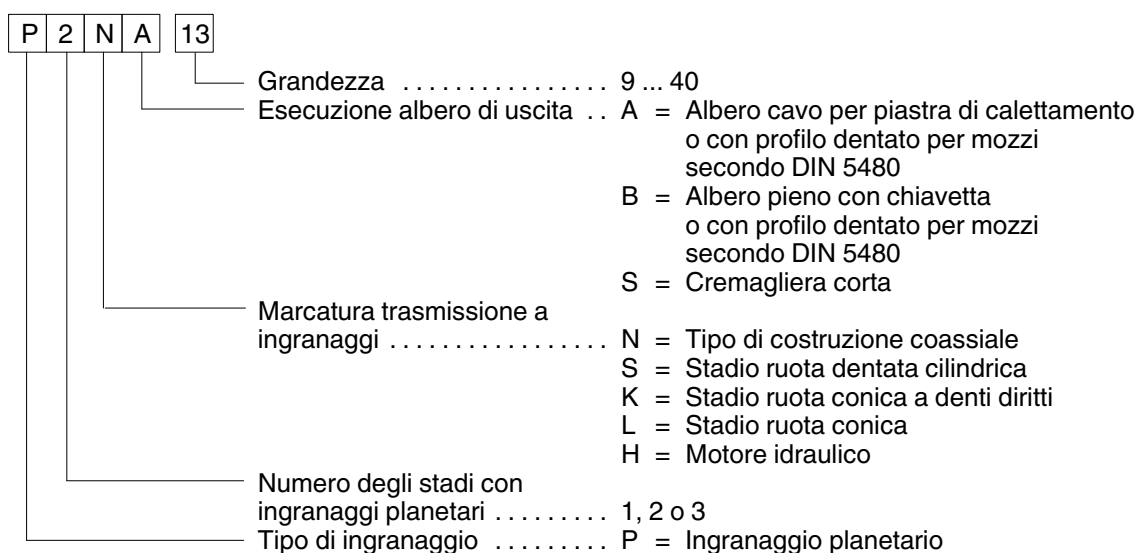 P 2 N A 13
Grandezza ................ 9 ... 40
Esecuzione albero di uscita .. A = Albero cavo per piastra di calettamento
o con profilo dentato per mozzi
secondo DIN 5480
B = Albero pieno con chiavetta
o con profilo dentato per mozzi
secondo DIN 5480
S = Cremagliera corta
Marcatura trasmissione a
ingranaggi ................. N = Tipo di costruzione coassiale
S = Stadio ruota dentata cilindrica
K = Stadio ruota conica a denti diritti
L = Stadio ruota conica
H = Motore idraulico
Numero degli stadi con
ingranaggi planetari ......... 1, 2 o 3
Tipo di ingranaggio ......... P = Ingranaggio planetario